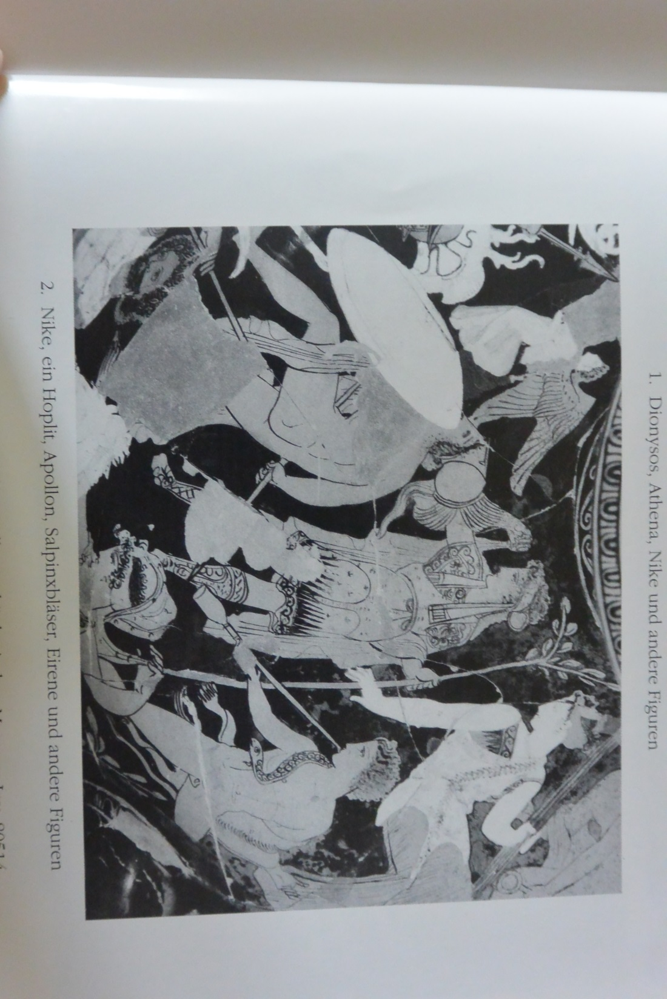 1. Dionysos, Athena, Nike und andere Figuren
2. Nike, ein Hoplit, Apollon, Salpinxbläser, Eirene und andere Figuren